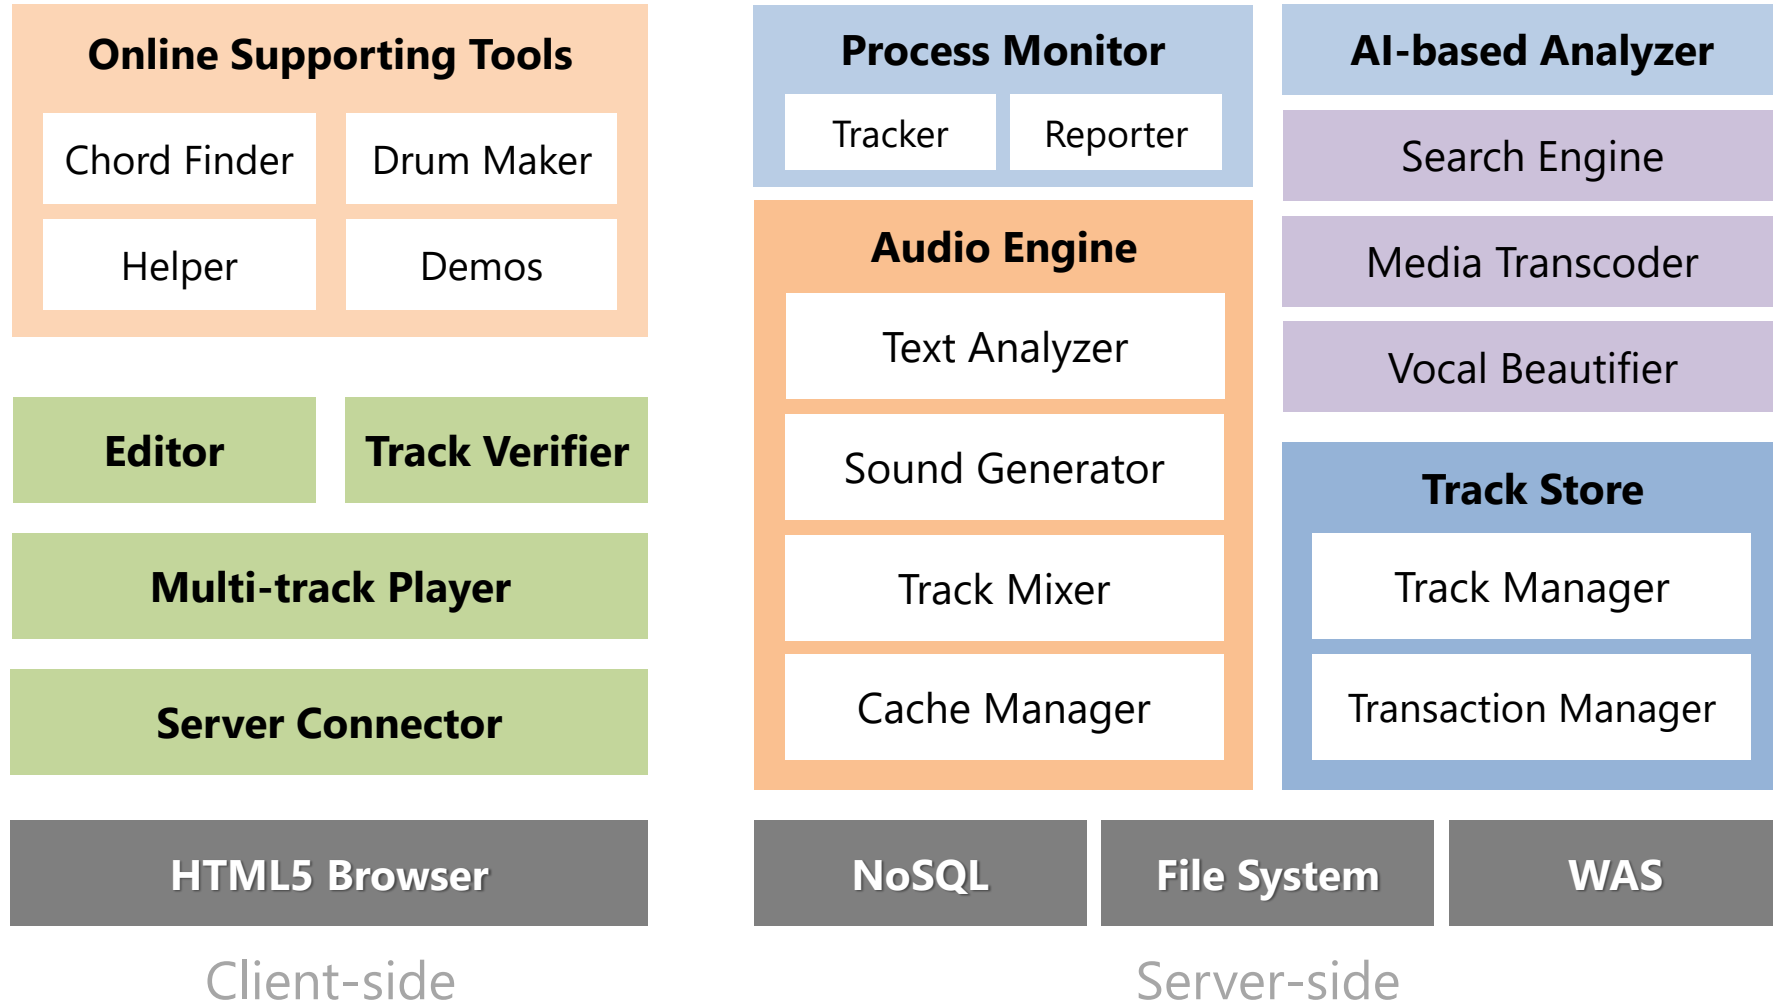 Online Supporting Tools
Chord Finder
Drum Maker
Helper
Demos
Editor
Track Verifier
Multi-track Player
Server Connector
HTML5 Browser
Client-side
Process Monitor
Tracker
Reporter
Audio Engine
Text Analyzer
Sound Generator
Track Mixer
Cache Manager
AI-based Analyzer
Search Engine
Media Transcoder
Vocal Beautifier
Track Store
Track Manager
Transaction Manager
NoSQL
File System
WAS
Server-side